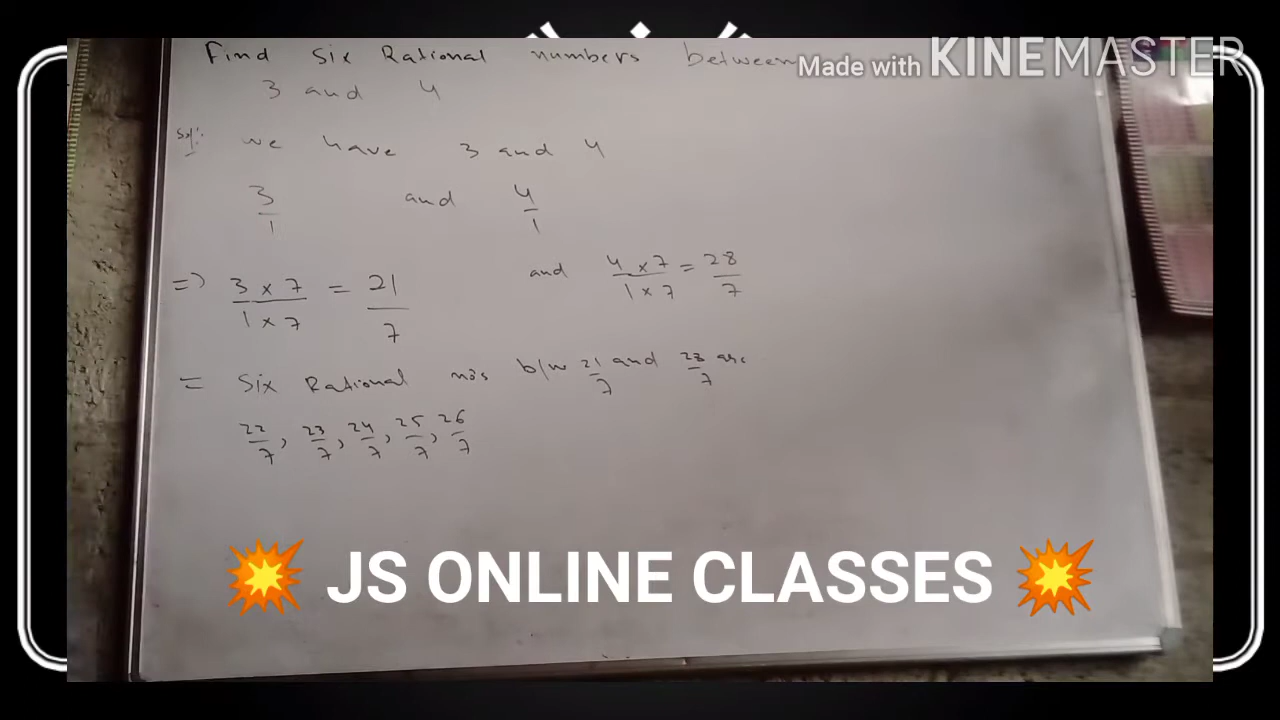 Find Six Rational numbers between
Made with KINEMASTER
3 and 4
Sol:
we have 3 and 4
3/1 and 4/1
=> 3 x 7 / 1 x 7 = 21/7 and 4 x 7 / 1 x 7 = 28/7
= Six Rational no's b/w 21/7 and 28/7 are
22/7, 23/7, 24/7, 25/7, 26/7
💥 JS ONLINE CLASSES 💥